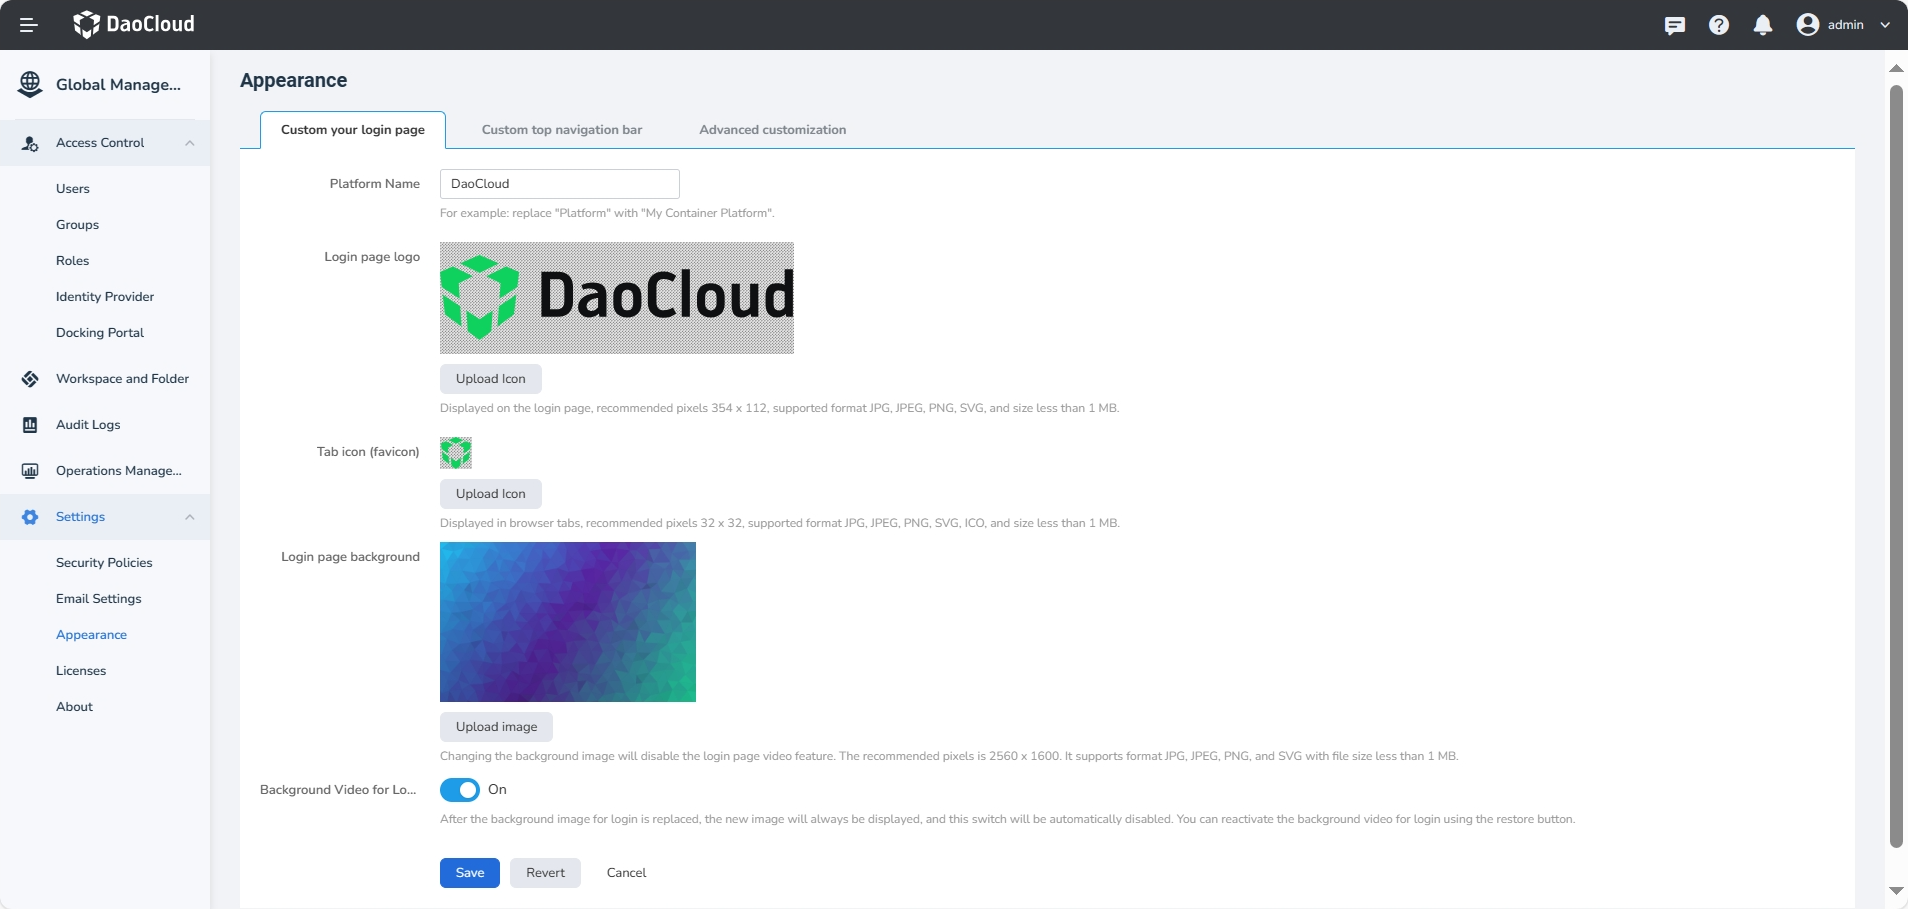 DaoCloud
admin
Global Manage...
Access Control
Users
Groups
Roles
Identity Provider
Docking Portal
Workspace and Folder
Audit Logs
Operations Manage...
Settings
Security Policies
Email Settings
Appearance
Licenses
About
Appearance
Custom your login page
Custom top navigation bar
Advanced customization
Platform Name
DaoCloud
For example: replace "Platform" with "My Container Platform".
Login page logo
DaoCloud
Upload Icon
Displayed on the login page, recommended pixels 354 x 112, supported format JPG, JPEG, PNG, SVG, and size less than 1 MB.
Tab icon (favicon)
Upload Icon
Displayed in browser tabs, recommended pixels 32 x 32, supported format JPG, JPEG, PNG, SVG, ICO, and size less than 1 MB.
Login page background
Upload image
Changing the background image will disable the login page video feature. The recommended pixels is 2560 x 1600. It supports format JPG, JPEG, PNG, and SVG with file size less than 1 MB.
Background Video for Lo...
On
After the background image for login is replaced, the new image will always be displayed, and this switch will be automatically disabled. You can reactivate the background video for login using the restore button.
Save
Revert
Cancel